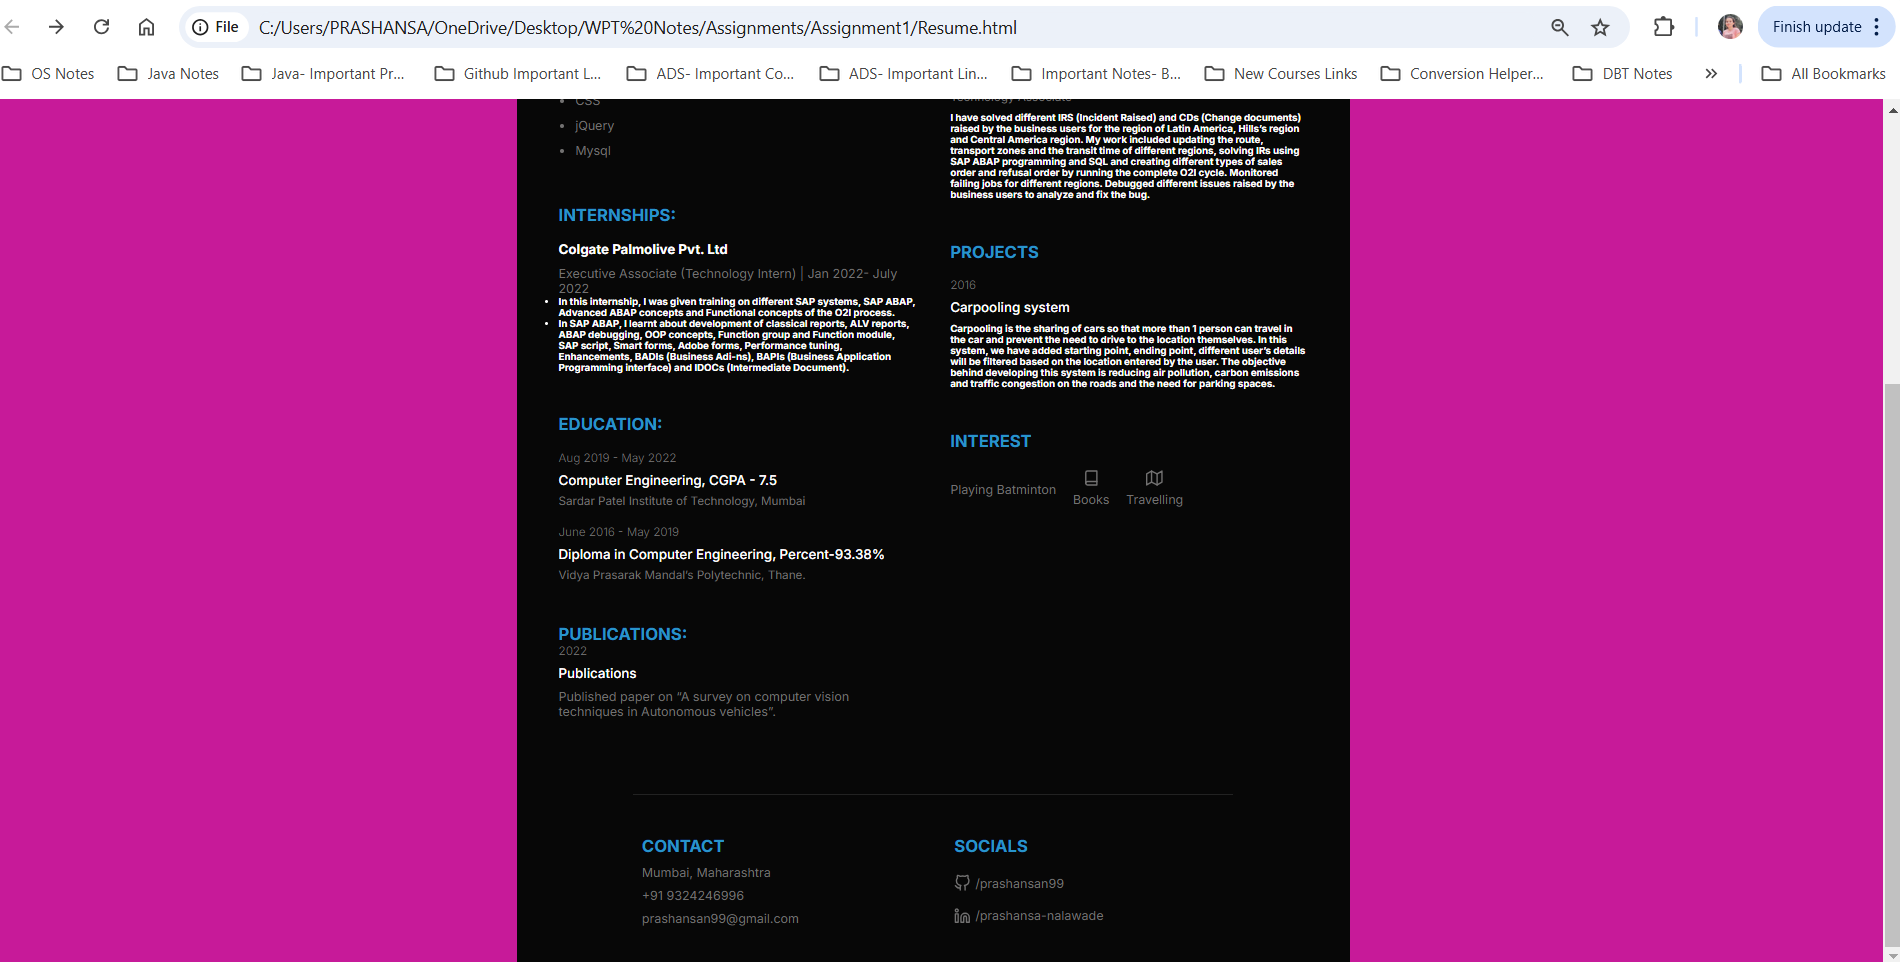 File C:/Users/PRASHANSA/OneDrive/Desktop/WPT%20Notes/Assignments/Assignment1/Resume.html Finish update
OS Notes Java Notes Java- Important Pr... Github Important L... ADS- Important Co... ADS- Important Lin... Important Notes- B... New Courses Links Conversion Helper... DBT Notes » All Bookmarks
CSS
jQuery
Mysql
INTERNSHIPS:
Colgate Palmolive Pvt. Ltd
Executive Associate (Technology Intern) | Jan 2022- July
2022
In this internship, I was given training on different SAP systems, SAP ABAP,
Advanced ABAP concepts and Functional concepts of the O2I process.
In SAP ABAP, I learnt about development of classical reports, ALV reports,
ABAP debugging, OOP concepts, Function group and Function module,
SAP script, Smart forms, Adobe forms, Performance tuning,
Enhancements, BADIs (Business Adi-ns), BAPIs (Business Application
Programming interface) and IDOCs (Intermediate Document).
EDUCATION:
Aug 2019 - May 2022
Computer Engineering, CGPA - 7.5
Sardar Patel Institute of Technology, Mumbai
June 2016 - May 2019
Diploma in Computer Engineering, Percent-93.38%
Vidya Prasarak Mandal's Polytechnic, Thane.
PUBLICATIONS:
2022
Publications
Published paper on “A survey on computer vision
techniques in Autonomous vehicles”.
Technology Associate
I have solved different IRS (Incident Raised) and CDs (Change documents)
raised by the business users for the region of Latin America, Hills's region
and Central America region. My work included updating the route,
transport zones and the transit time of different regions, solving IRs using
SAP ABAP programming and SQL and creating different types of sales
order and refusal order by running the complete O2I cycle. Monitored
failing jobs for different regions. Debugged different issues raised by the
business users to analyze and fix the bug.
PROJECTS
2016
Carpooling system
Carpooling is the sharing of cars so that more than 1 person can travel in
the car and prevent the need to drive to the location themselves. In this
system, we have added starting point, ending point, different user's details
will be filtered based on the location entered by the user. The objective
behind developing this system is reducing air pollution, carbon emissions
and traffic congestion on the roads and the need for parking spaces.
INTEREST
Playing Batminton Books Travelling
CONTACT
Mumbai, Maharashtra
+91 9324246996
prashansan99@gmail.com
SOCIALS
/prashansan99
/prashansa-nalawade